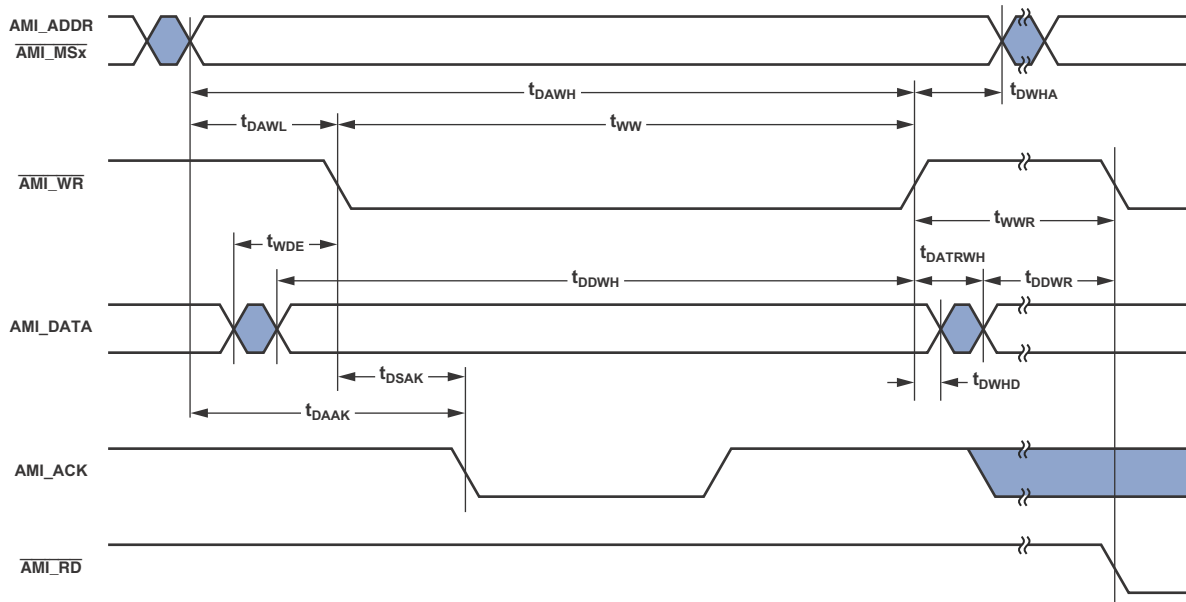 AMI_ADDR
AMI_MSx
tDAWH
tDWHA
tDAWL
tWW
AMI_WR
tWWR
tWDE
tDATRWH
tDDWH
tDDWR
AMI_DATA
tDSAK
tDWHD
tDAAK
AMI_ACK
AMI_RD